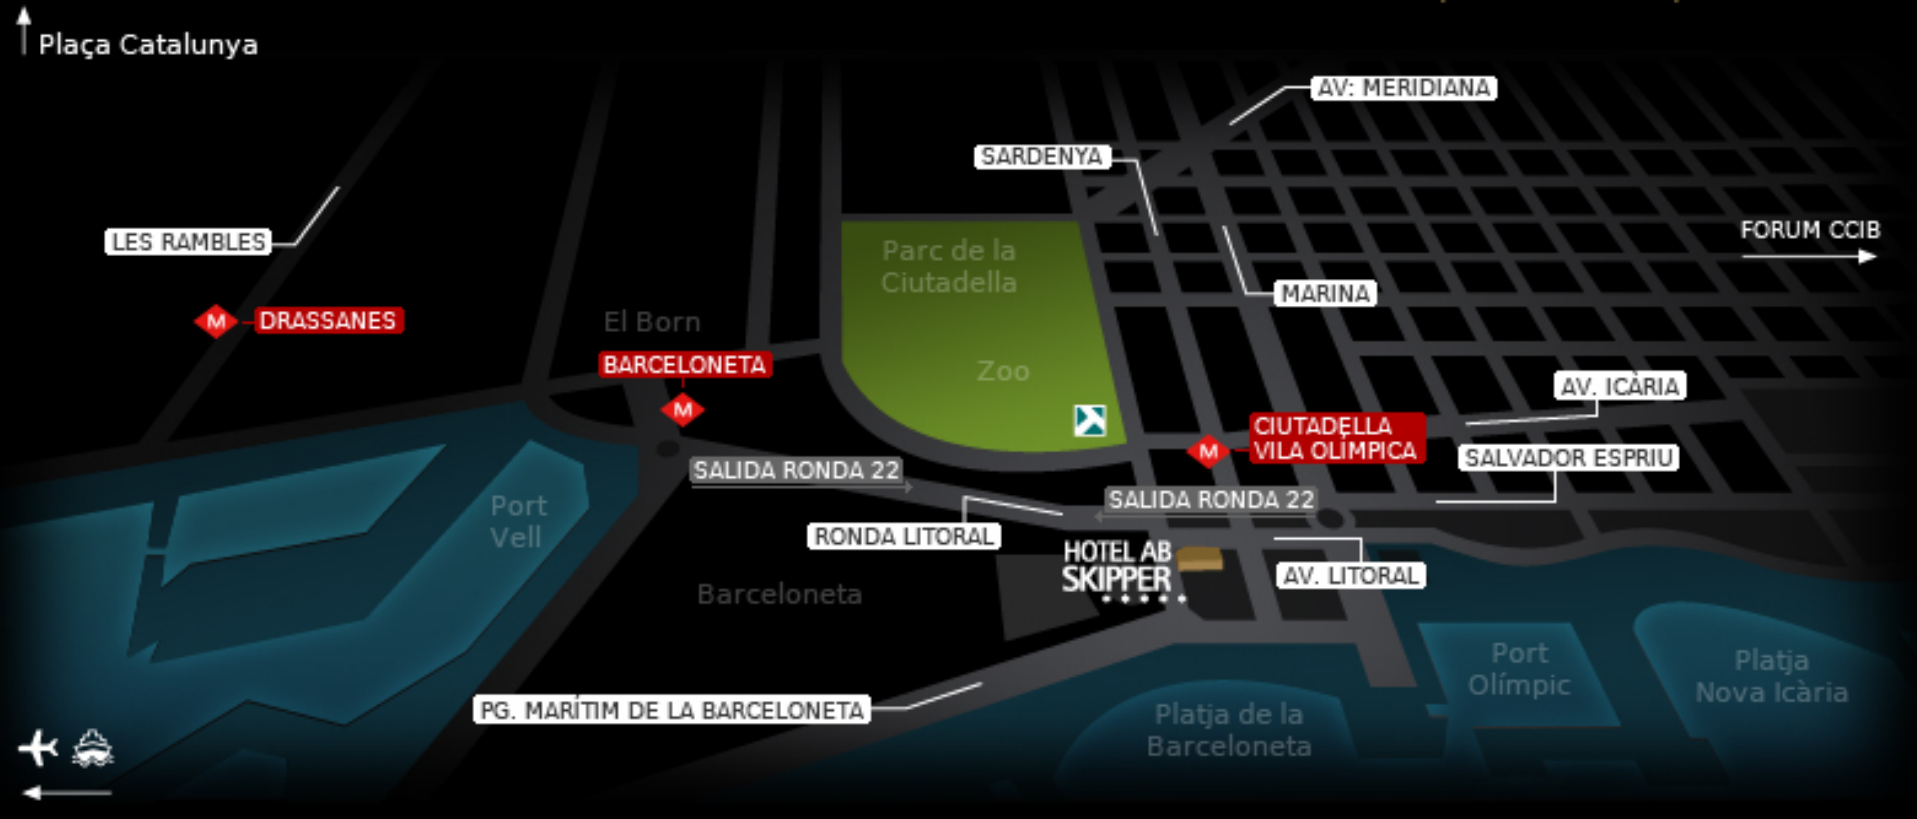 Plaça Catalunya
AV: MERIDIANA
SARDENYA
LES RAMBLES
FORUM CCIB
Parc de la
Ciutadella
MARINA
M DRASSANES
El Born
BARCELONETA
M
Zoo
AV. ICÀRIA
M CIUTADELLA
VILA OLÍMPICA
SALVADOR ESPRIU
SALIDA RONDA 22
SALIDA RONDA 22
Port
Vell
RONDA LITORAL
HOTEL AB
SKIPPER
AV. LITORAL
Barceloneta
Port
Olímpic
Platja
Nova Icària
PG. MARÍTIM DE LA BARCELONETA
Platja de la
Barceloneta